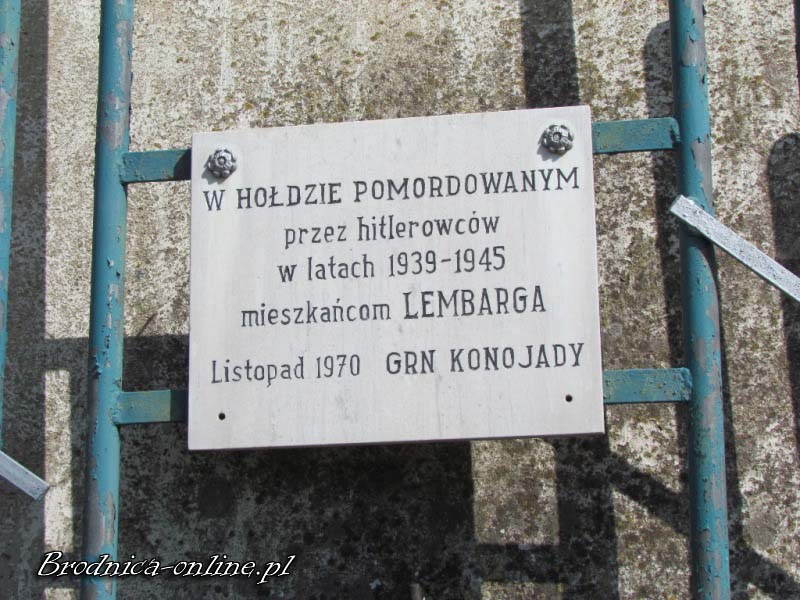 W HOŁDZIE POMORDOWANYM
przez hitlerowców
w latach 1939-1945
mieszkańcom LEMBARGA
Listopad 1970 GRN KONOJADY
Brodnica-online.pl